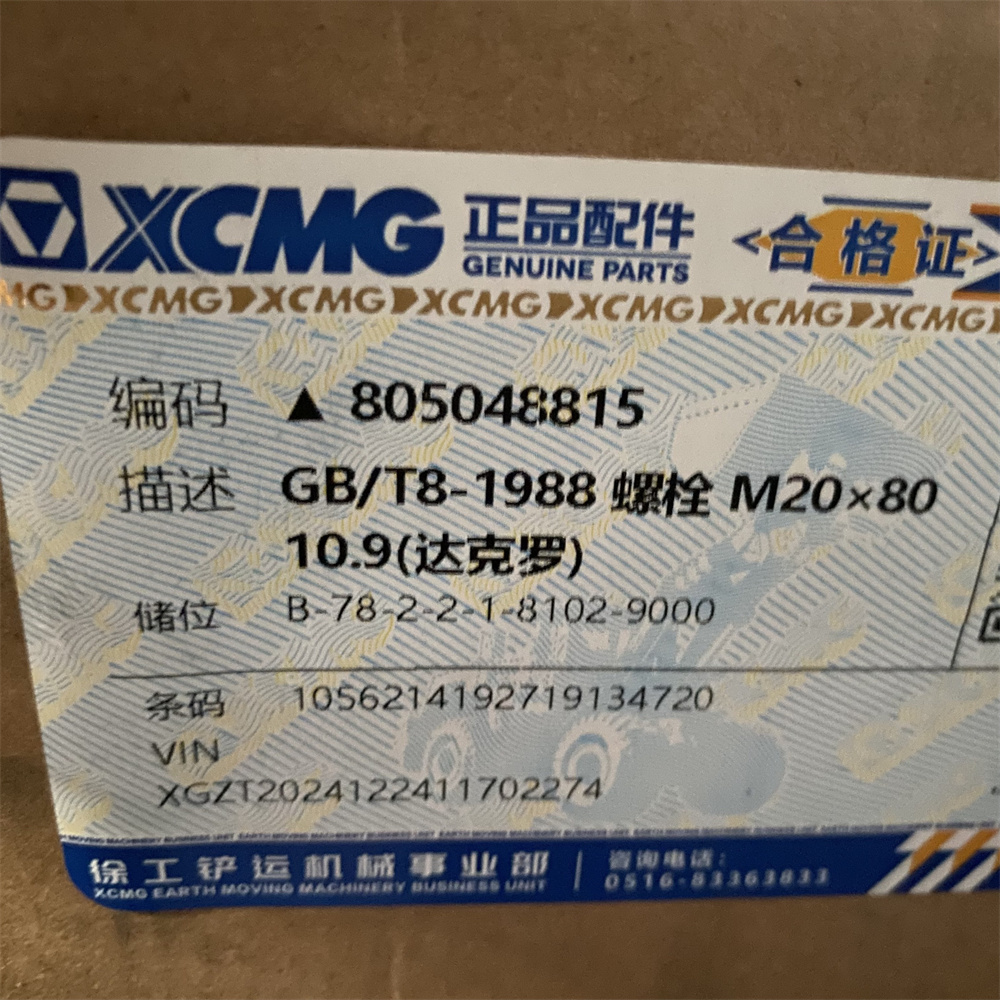 XCMG 正品配件 合格证
GENUINE PARTS
MG XCMG XCMG XCMG XCMG XCMG XCMG
编码 ▲ 805048815
描述 GB/T8-1988 螺栓 M20×80
10.9(达克罗)
储位 B-78-2-2-1-8102-9000
条码 1056214192719134720
VIN
XGZT2024122411702274
徐工铲运机械事业部 咨询电话:
XCMG EARTH MOVING MACHINERY BUSINESS UNIT 0516-83363833